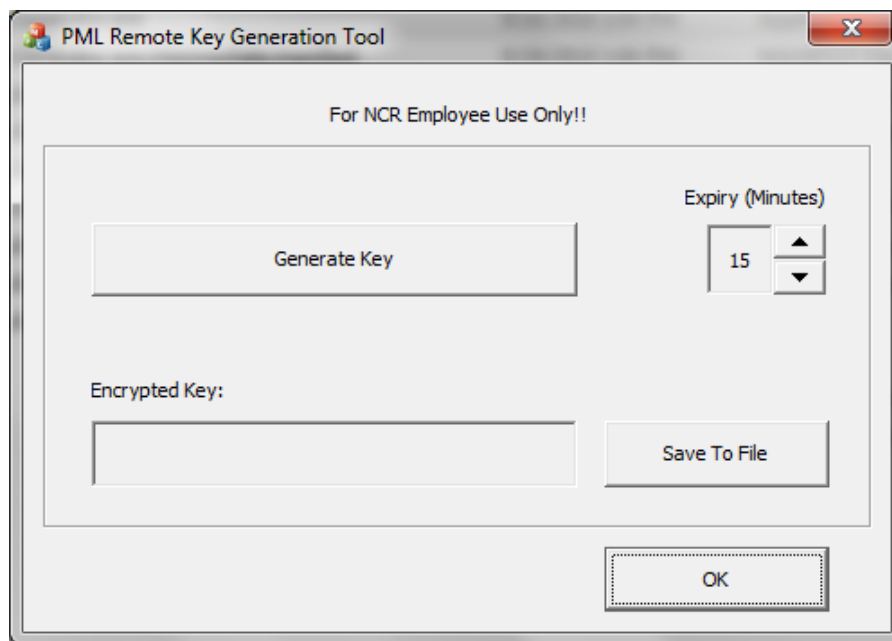 PML Remote Key Generation Tool
For NCR Employee Use Only!!
Expiry (Minutes)
Generate Key
15
Encrypted Key:
Save To File
OK